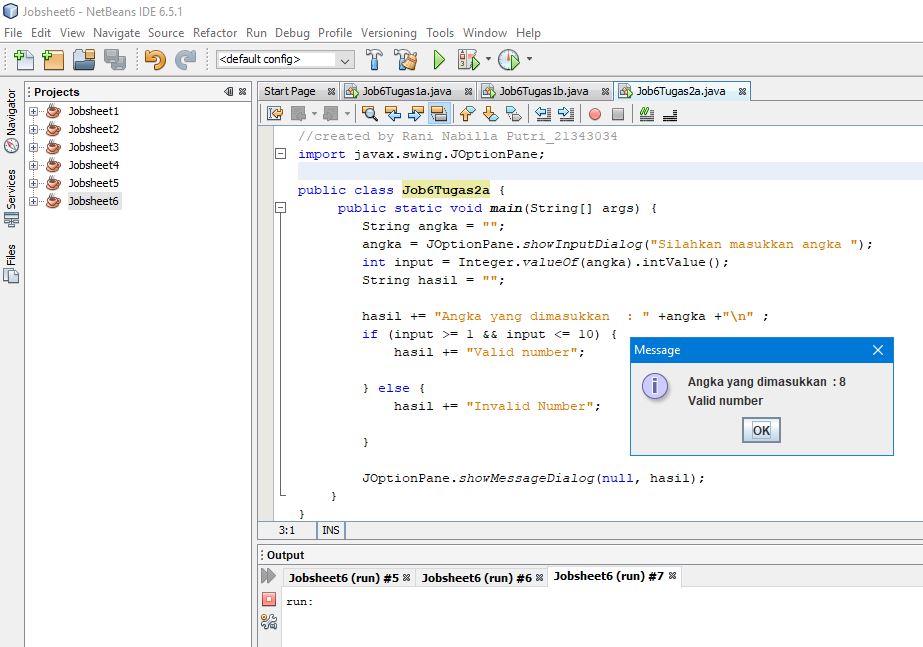 Jobsheet6 - NetBeans IDE 6.5.1
File Edit View Navigate Source Refactor Run Debug Profile Versioning Tools Window Help
<default config>
Navigator
Services
Files
Projects
Jobsheet1
Jobsheet2
Jobsheet3
Jobsheet4
Jobsheet5
Jobsheet6
Start Page Job6Tugas1a.java Job6Tugas1b.java Job6Tugas2a.java
//created by Rani Nabilla Putri_21343034
import javax.swing.JOptionPane;
public class Job6Tugas2a {
public static void main(String[] args) {
String angka = "";
angka = JOptionPane.showInputDialog("Silahkan masukkan angka ");
int input = Integer.valueOf(angka).intValue();
String hasil = "";
hasil += "Angka yang dimasukkan  : " +angka +"\n" ;
if (input >= 1 && input <= 10) {
hasil += "Valid number";
} else {
hasil += "Invalid Number";
}
JOptionPane.showMessageDialog(null, hasil);
}
}
Message
Angka yang dimasukkan  : 8
Valid number
OK
3:1 INS
Output
Jobsheet6 (run) #5 Jobsheet6 (run) #6 Jobsheet6 (run) #7
run: